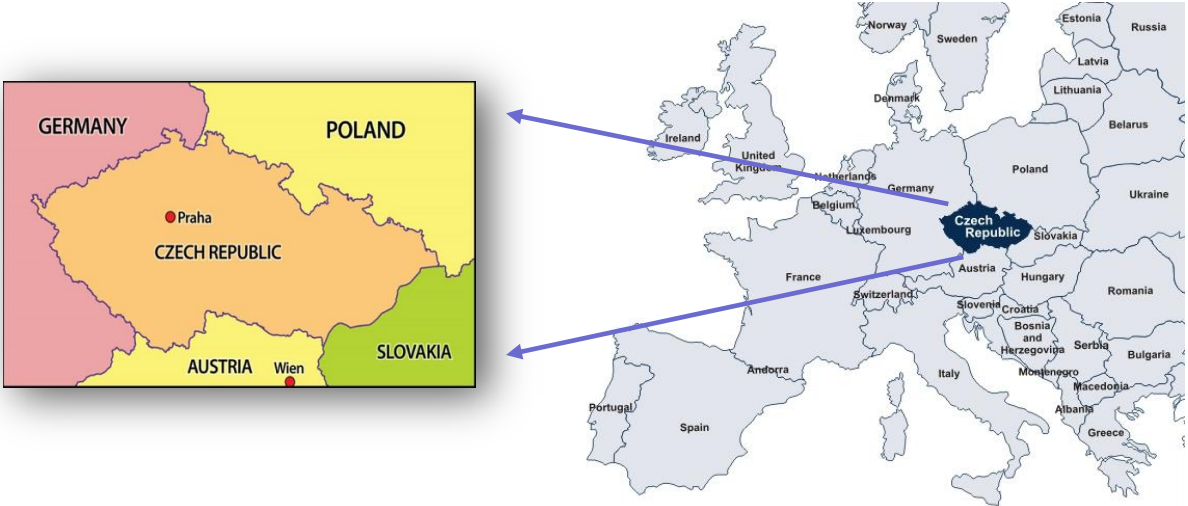 GERMANY
POLAND
Praha
CZECH REPUBLIC
AUSTRIA
Wien
SLOVAKIA
Norway
Sweden
Estonia
Russia
Latvia
Lithuania
Denmark
Belarus
Ireland
United
Kingdom
Netherlands
Germany
Poland
Ukraine
Belgium
Luxembourg
Czech
Republic
Slovakia
France
Austria
Hungary
Switzerland
Romania
Slovenia
Croatia
Bosnia
and
Herzegovina
Serbia
Bulgaria
Andorra
Italy
Montenegro
Macedonia
Portugal
Albania
Spain
Greece